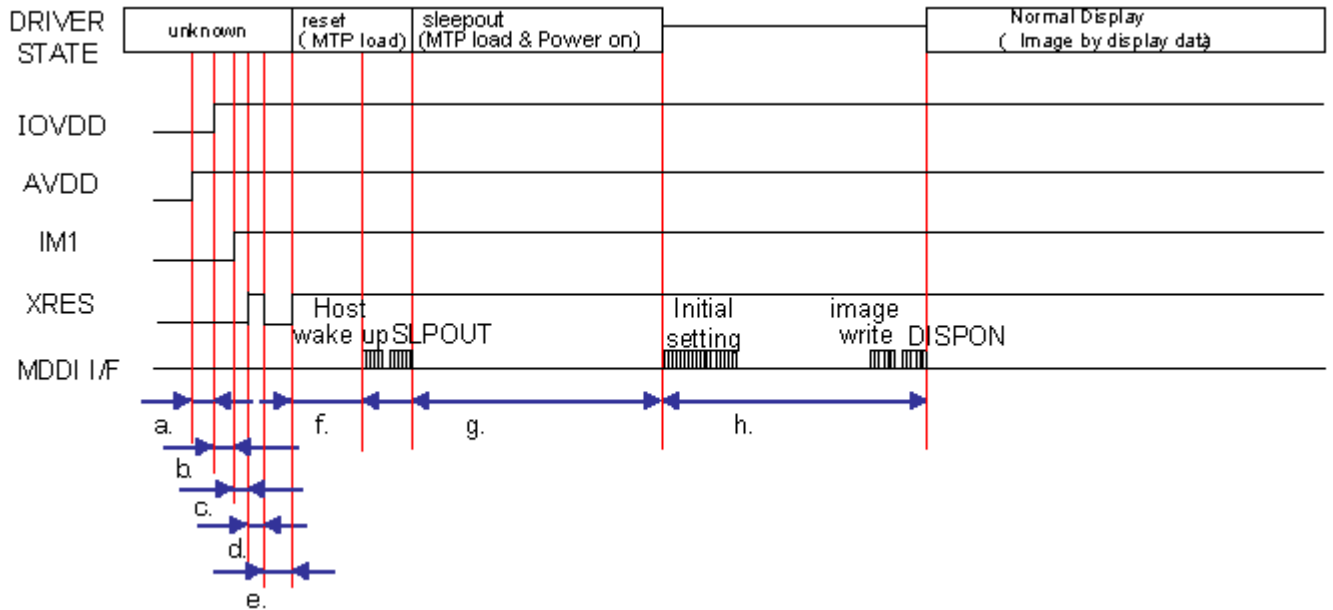 DRIVER
STATE
unknown
reset
( MTP load)
sleepout
(MTP load & Power on)
Normal Display
( Image by display data)
IOVDD
AVDD
IM1
XRES
Host
wake up
SLPOUT
Initial
setting
image
write
DISPON
MDDI I/F
a.
f.
g.
h.
b.
c.
d.
e.